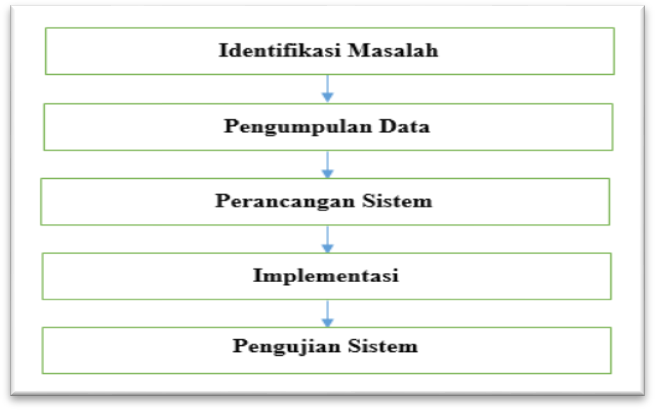 Identifikasi Masalah
Pengumpulan Data
Perancangan Sistem
Implementasi
Pengujian Sistem